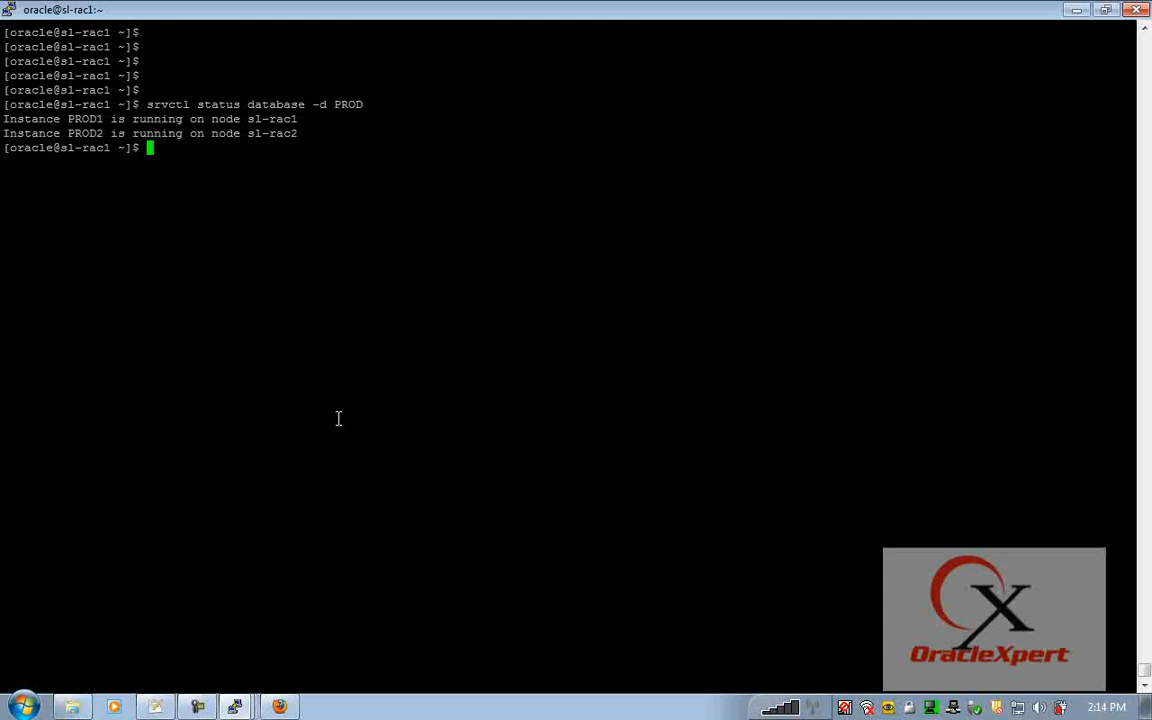 oracle@sl-rac1:~
[oracle@sl-rac1 ~]$
[oracle@sl-rac1 ~]$
[oracle@sl-rac1 ~]$
[oracle@sl-rac1 ~]$
[oracle@sl-rac1 ~]$
[oracle@sl-rac1 ~]$ srvctl status database -d PROD
Instance PROD1 is running on node sl-rac1
Instance PROD2 is running on node sl-rac2
[oracle@sl-rac1 ~]$
OX
OraclеXpert
2:14 PM